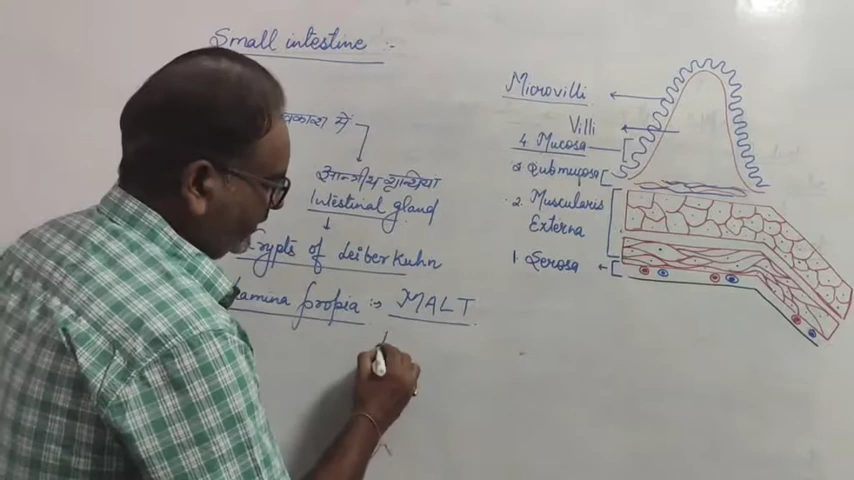 Small intestine :-
में
आन्त्रीय ग्रन्थियां
Intestinal gland
Crypts of LeiberKuhn
Lamina propria :- MALT
Microvilli
Villi
4 Mucosa
3 Submucosa
2. Muscularis
Externa
1 Serosa